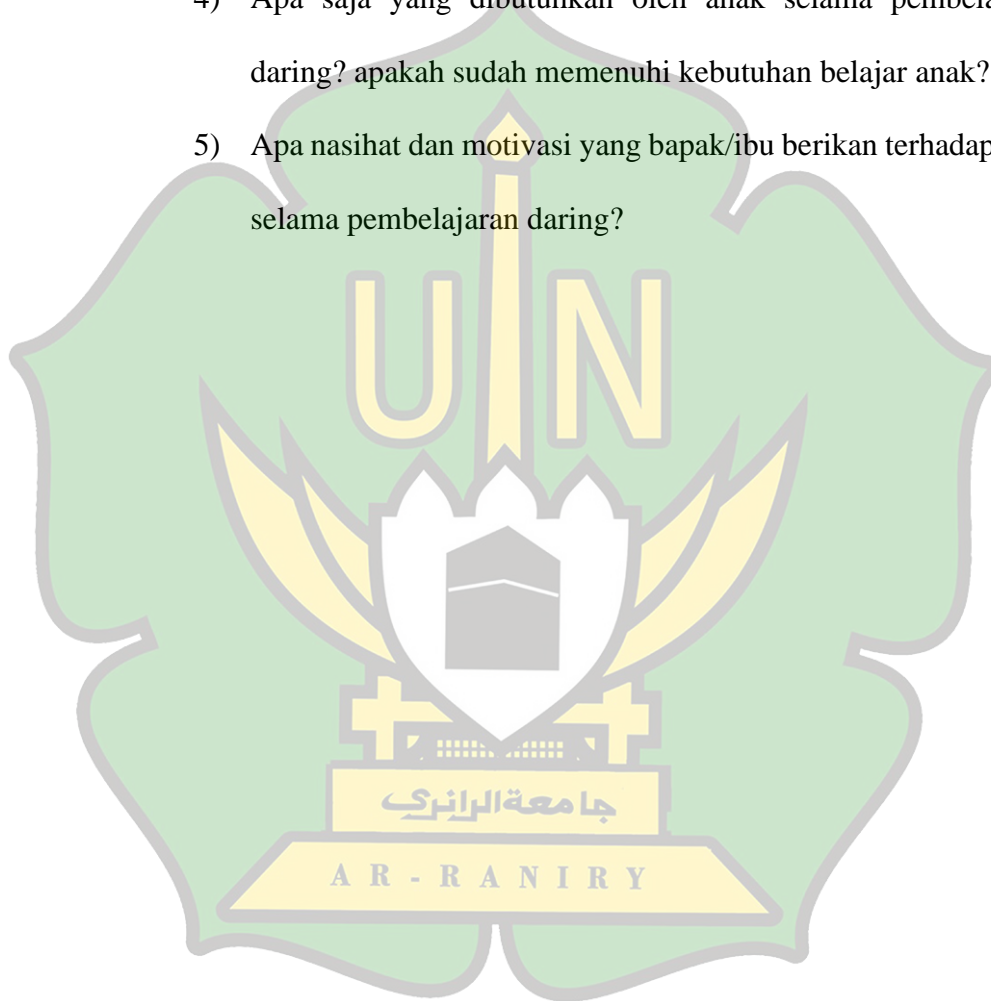 4) Apa saja yang dibutuhkan oleh anak selama
daring? apakah sudah memenuhi kebutuhan belajar anak?
5) Apa nasihat dan motivasi yang bapak/ibu berikan terhadap
selama pembelajaran daring?
UIN
جامعةالرانري
AR-RANIRY